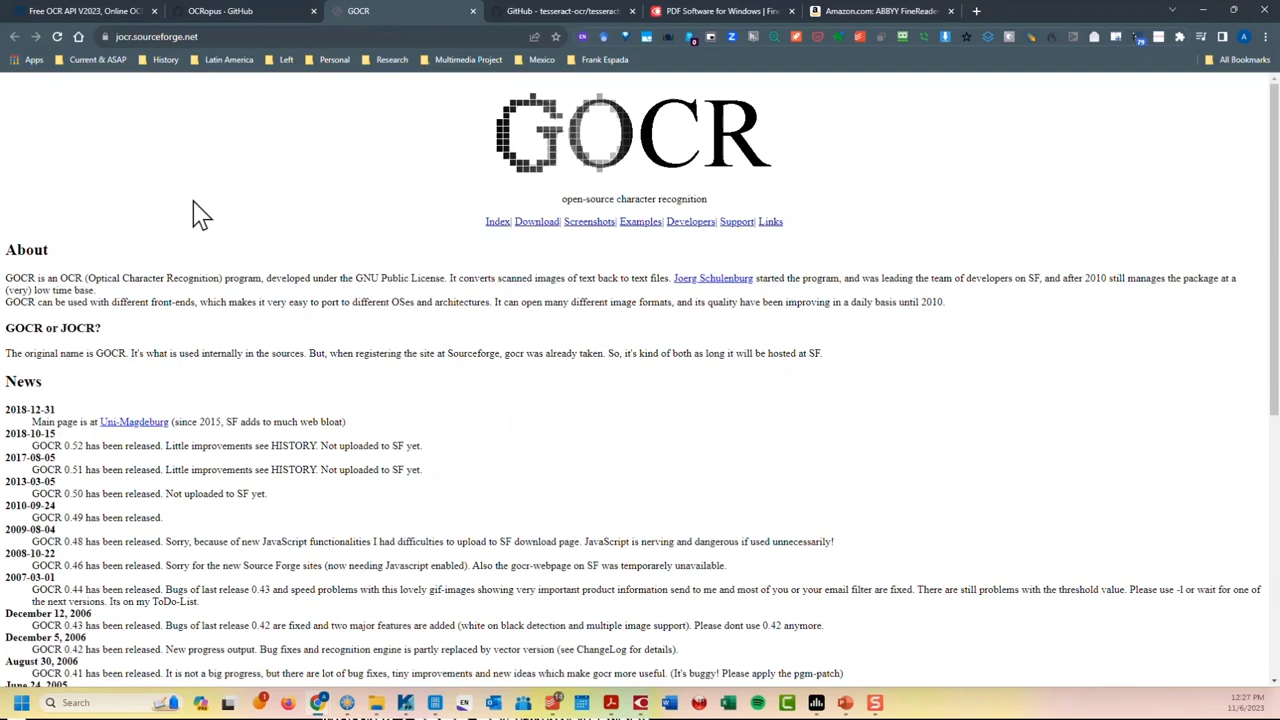 Free OCR API V2023, Online OC
OCRopus · GitHub
GOCR
GitHub - tesseract-ocr/tesserac
PDF Software for Windows | Fin
Amazon.com: ABBYY FineReade
jocr.sourceforge.net
Apps
Current & ASAP
History
Latin America
Left
Personal
Research
Multimedia Project
Mexico
Frank Espada
All Bookmarks
GOCR
open-source character recognition
Index| Download| Screenshots| Examples| Developers| Support| Links
About
GOCR is an OCR (Optical Character Recognition) program, developed under the GNU Public License. It converts scanned images of text back to text files. Joerg Schulenburg started the program, and was leading the team of developers on SF, and after 2010 still manages the package at a
(very) low time base.
GOCR can be used with different front-ends, which makes it very easy to port to different OSes and architectures. It can open many different image formats, and its quality have been improving in a daily basis until 2010.
GOCR or JOCR?
The original name is GOCR. It's what is used internally in the sources. But, when registering the site at Sourceforge, gocr was already taken. So, it's kind of both as long it will be hosted at SF.
News
2018-12-31
Main page is at Uni-Magdeburg (since 2015, SF adds to much web bloat)
2018-10-15
GOCR 0.52 has been released. Little improvements see HISTORY. Not uploaded to SF yet.
2017-08-05
GOCR 0.51 has been released. Little improvements see HISTORY. Not uploaded to SF yet.
2013-03-05
GOCR 0.50 has been released. Not uploaded to SF yet.
2010-09-24
GOCR 0.49 has been released.
2009-08-04
GOCR 0.48 has been released. Sorry, because of new JavaScript functionalities I had difficulties to upload to SF download page. JavaScript is nerving and dangerous if used unnecessarily!
2008-10-22
GOCR 0.46 has been released. Sorry for the new Source Forge sites (now needing Javascript enabled). Also the gocr-webpage on SF was temporarely unavailable.
2007-03-01
GOCR 0.44 has been released. Bugs of last release 0.43 and speed problems with this lovely gif-images showing very important product information send to me and most of you or your email filter are fixed. There are still problems with the threshold value. Please use -l or wait for one of
the next versions. Its on my ToDo-List.
December 12, 2006
GOCR 0.43 has been released. Bugs of last release 0.42 are fixed and two major features are added (white on black detection and multiple image support). Please dont use 0.42 anymore.
December 5, 2006
GOCR 0.42 has been released. New progress output. Bug fixes and recognition engine is partly replaced by vector version (see ChangeLog for details).
August 30, 2006
GOCR 0.41 has been released. It is not a big progress, but there are lot of bug fixes, tiny improvements and new ideas which make gocr more useful. (It's buggy! Please apply the pgm-patch)
June 24, 2005
Search
12:27 PM
11/6/2023